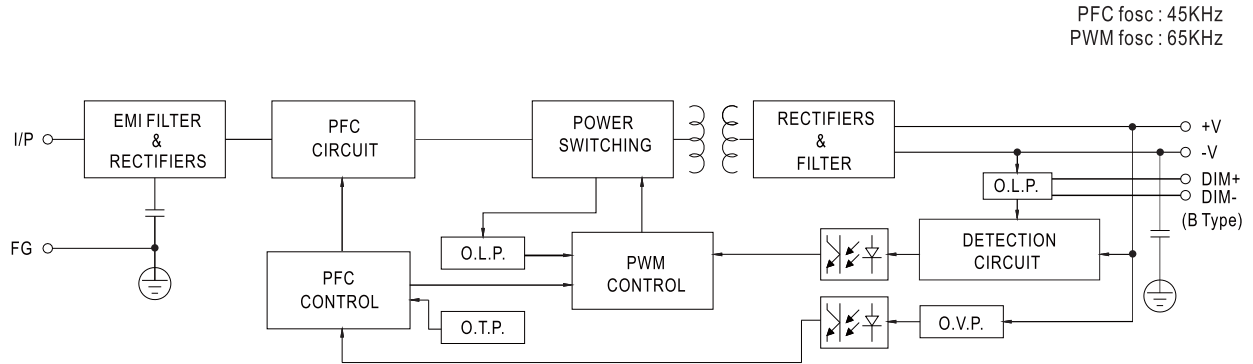 PFC fosc : 45KHz
PWM fosc : 65KHz
I/P
EMI FILTER
&
RECTIFIERS
PFC
CIRCUIT
POWER
SWITCHING
RECTIFIERS
&
FILTER
+V
-V
O.L.P.
DIM+
DIM-
(B Type)
FG
O.L.P.
PWM
CONTROL
DETECTION
CIRCUIT
PFC
CONTROL
O.T.P.
O.V.P.